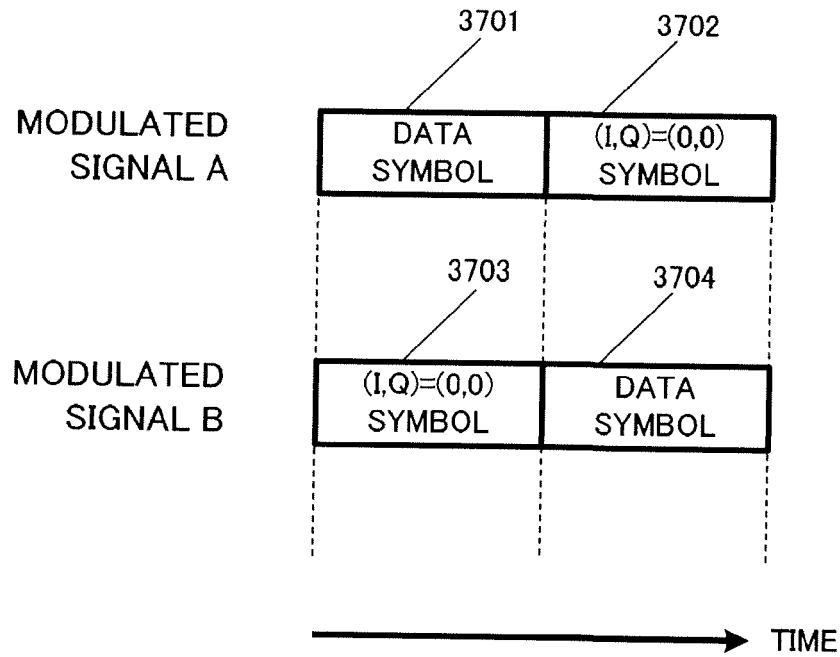 3701
3702
MODULATED
SIGNAL A
DATA
SYMBOL
(I,Q)=(0,0)
SYMBOL
3703
3704
MODULATED
SIGNAL B
(I,Q)=(0,0)
SYMBOL
DATA
SYMBOL
TIME